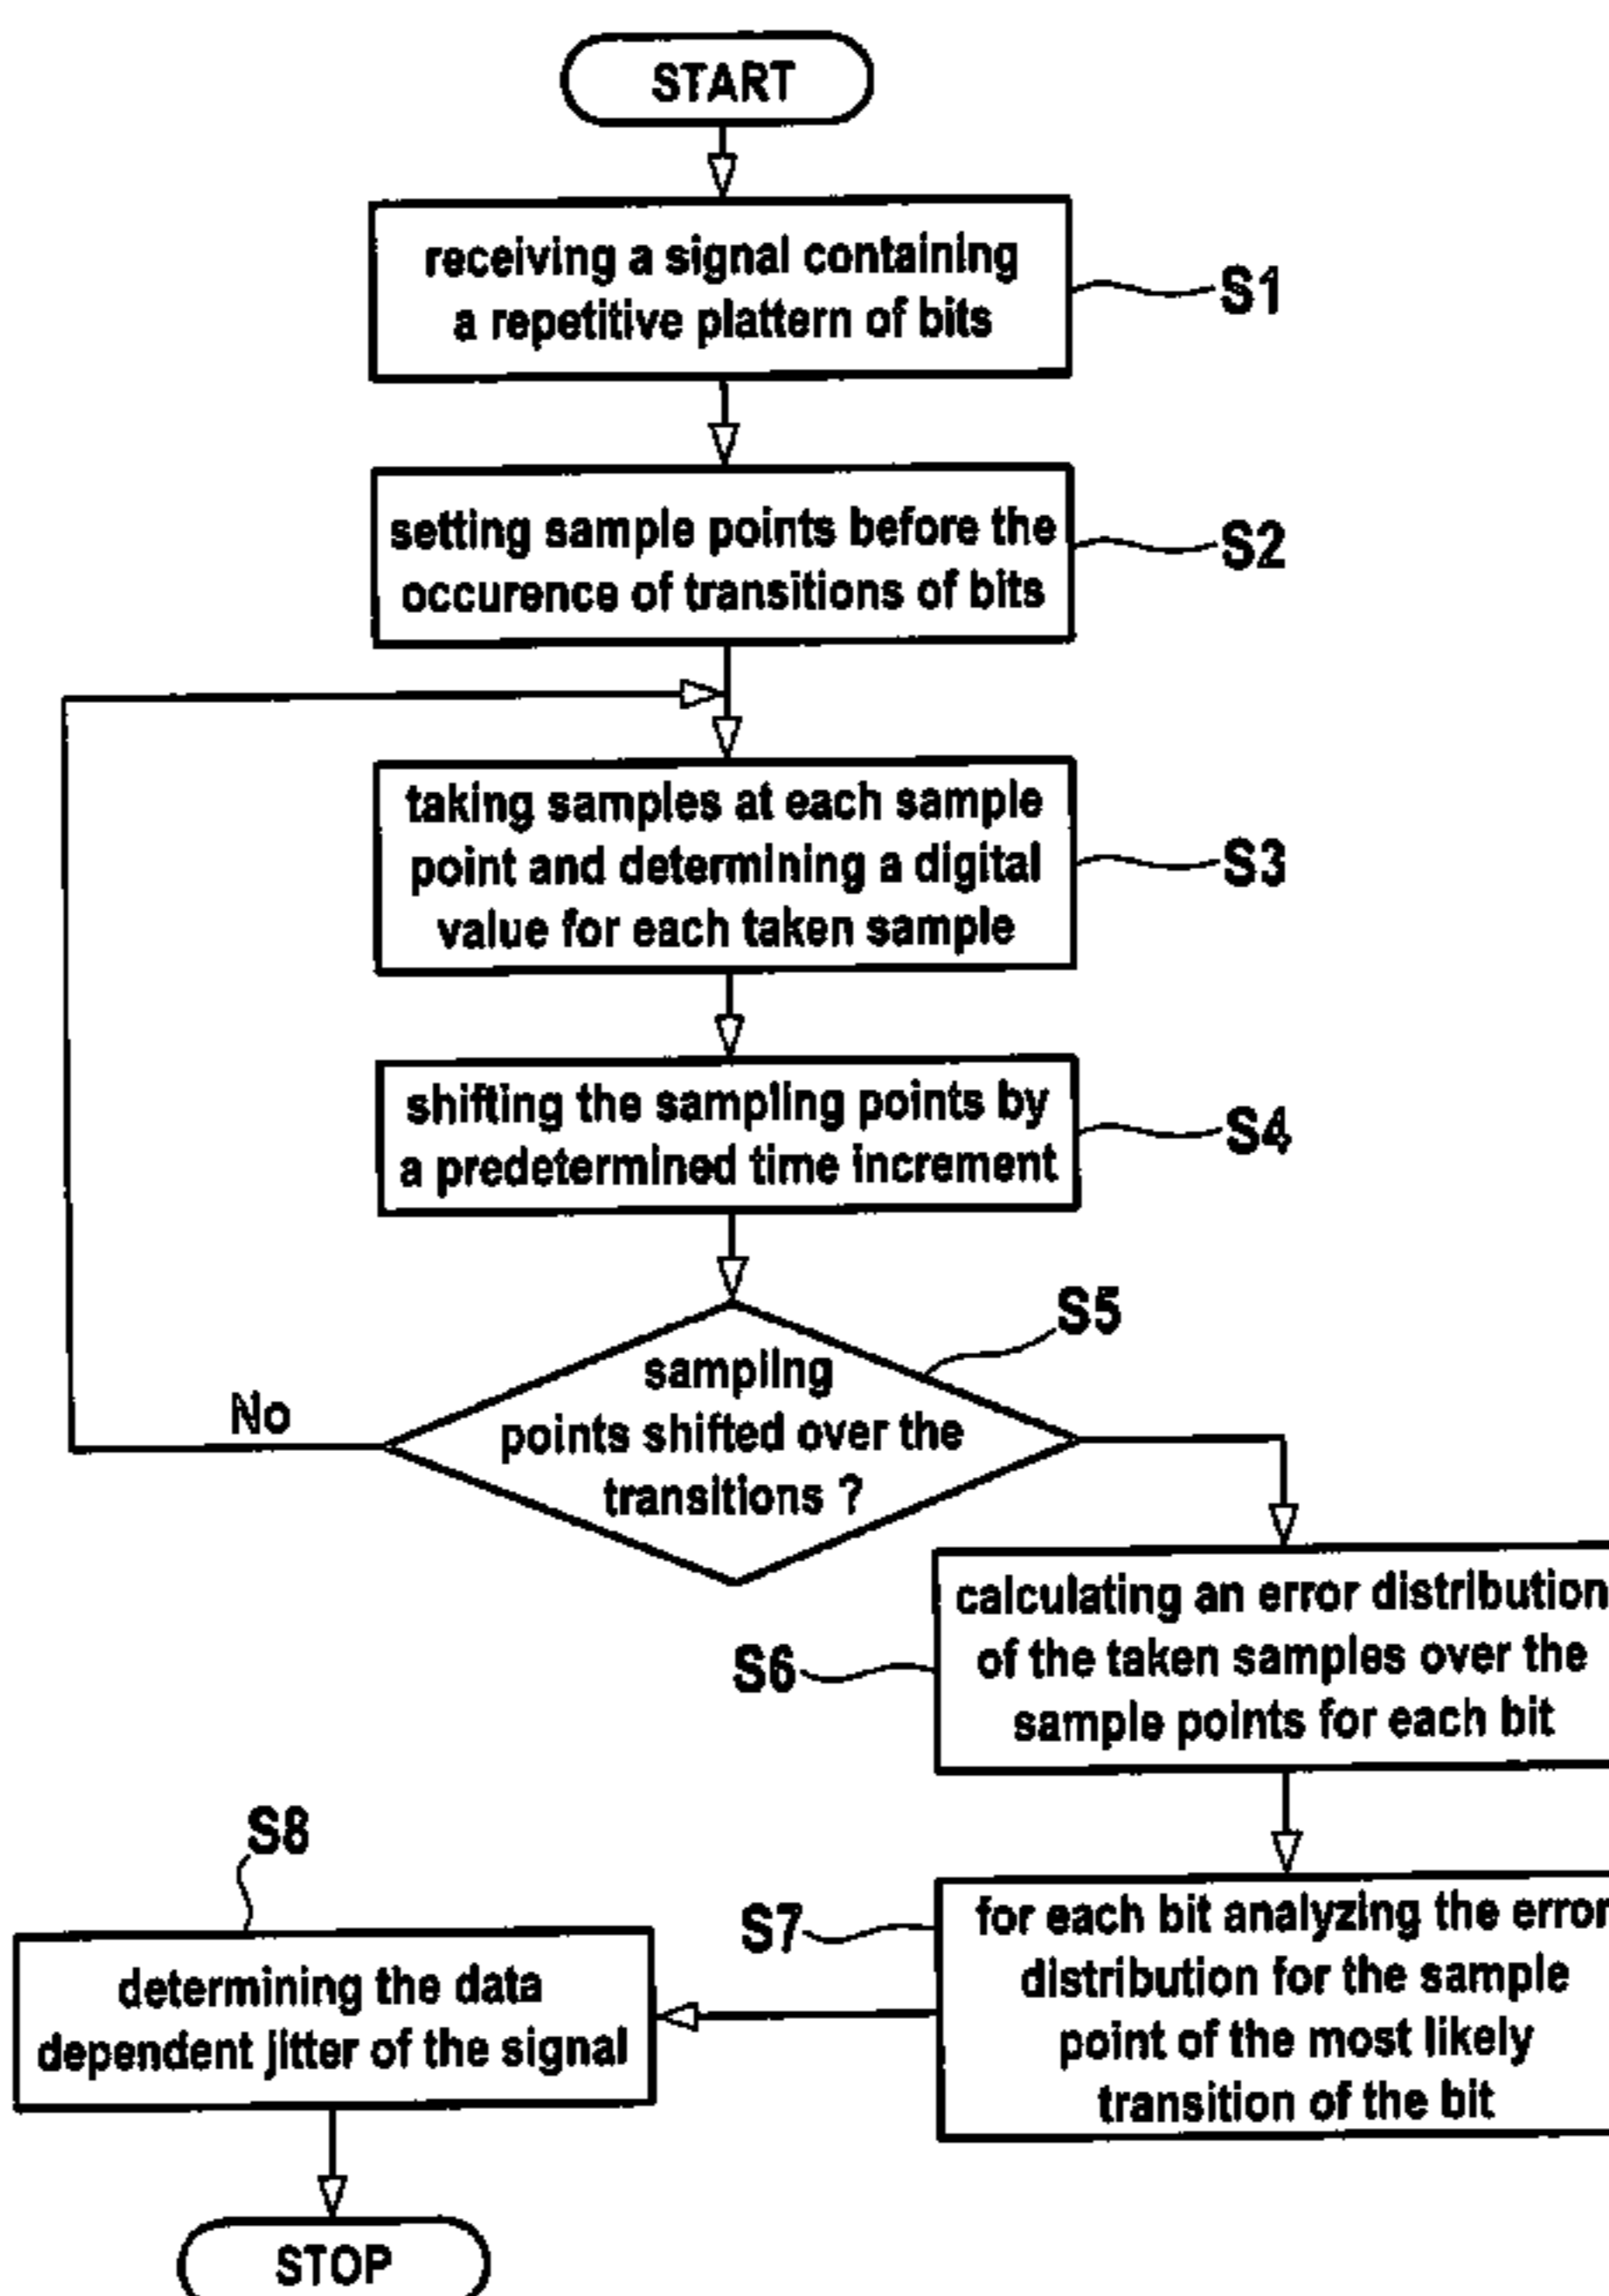 START
receiving a signal containing
a repetitive plattern of bits
S1
setting sample points before the
occurence of transitions of bits
S2
taking samples at each sample
point and determining a digital
value for each taken sample
S3
shifting the sampling points by
a predetermined time increment
S4
sampling
points shifted over the
transitions ?
S5
No
calculating an error distribution
of the taken samples over the
sample points for each bit
S6
for each bit analyzing the error
distribution for the sample
point of the most likely
transition of the bit
S7
S8
determining the data
dependent jitter of the signal
STOP